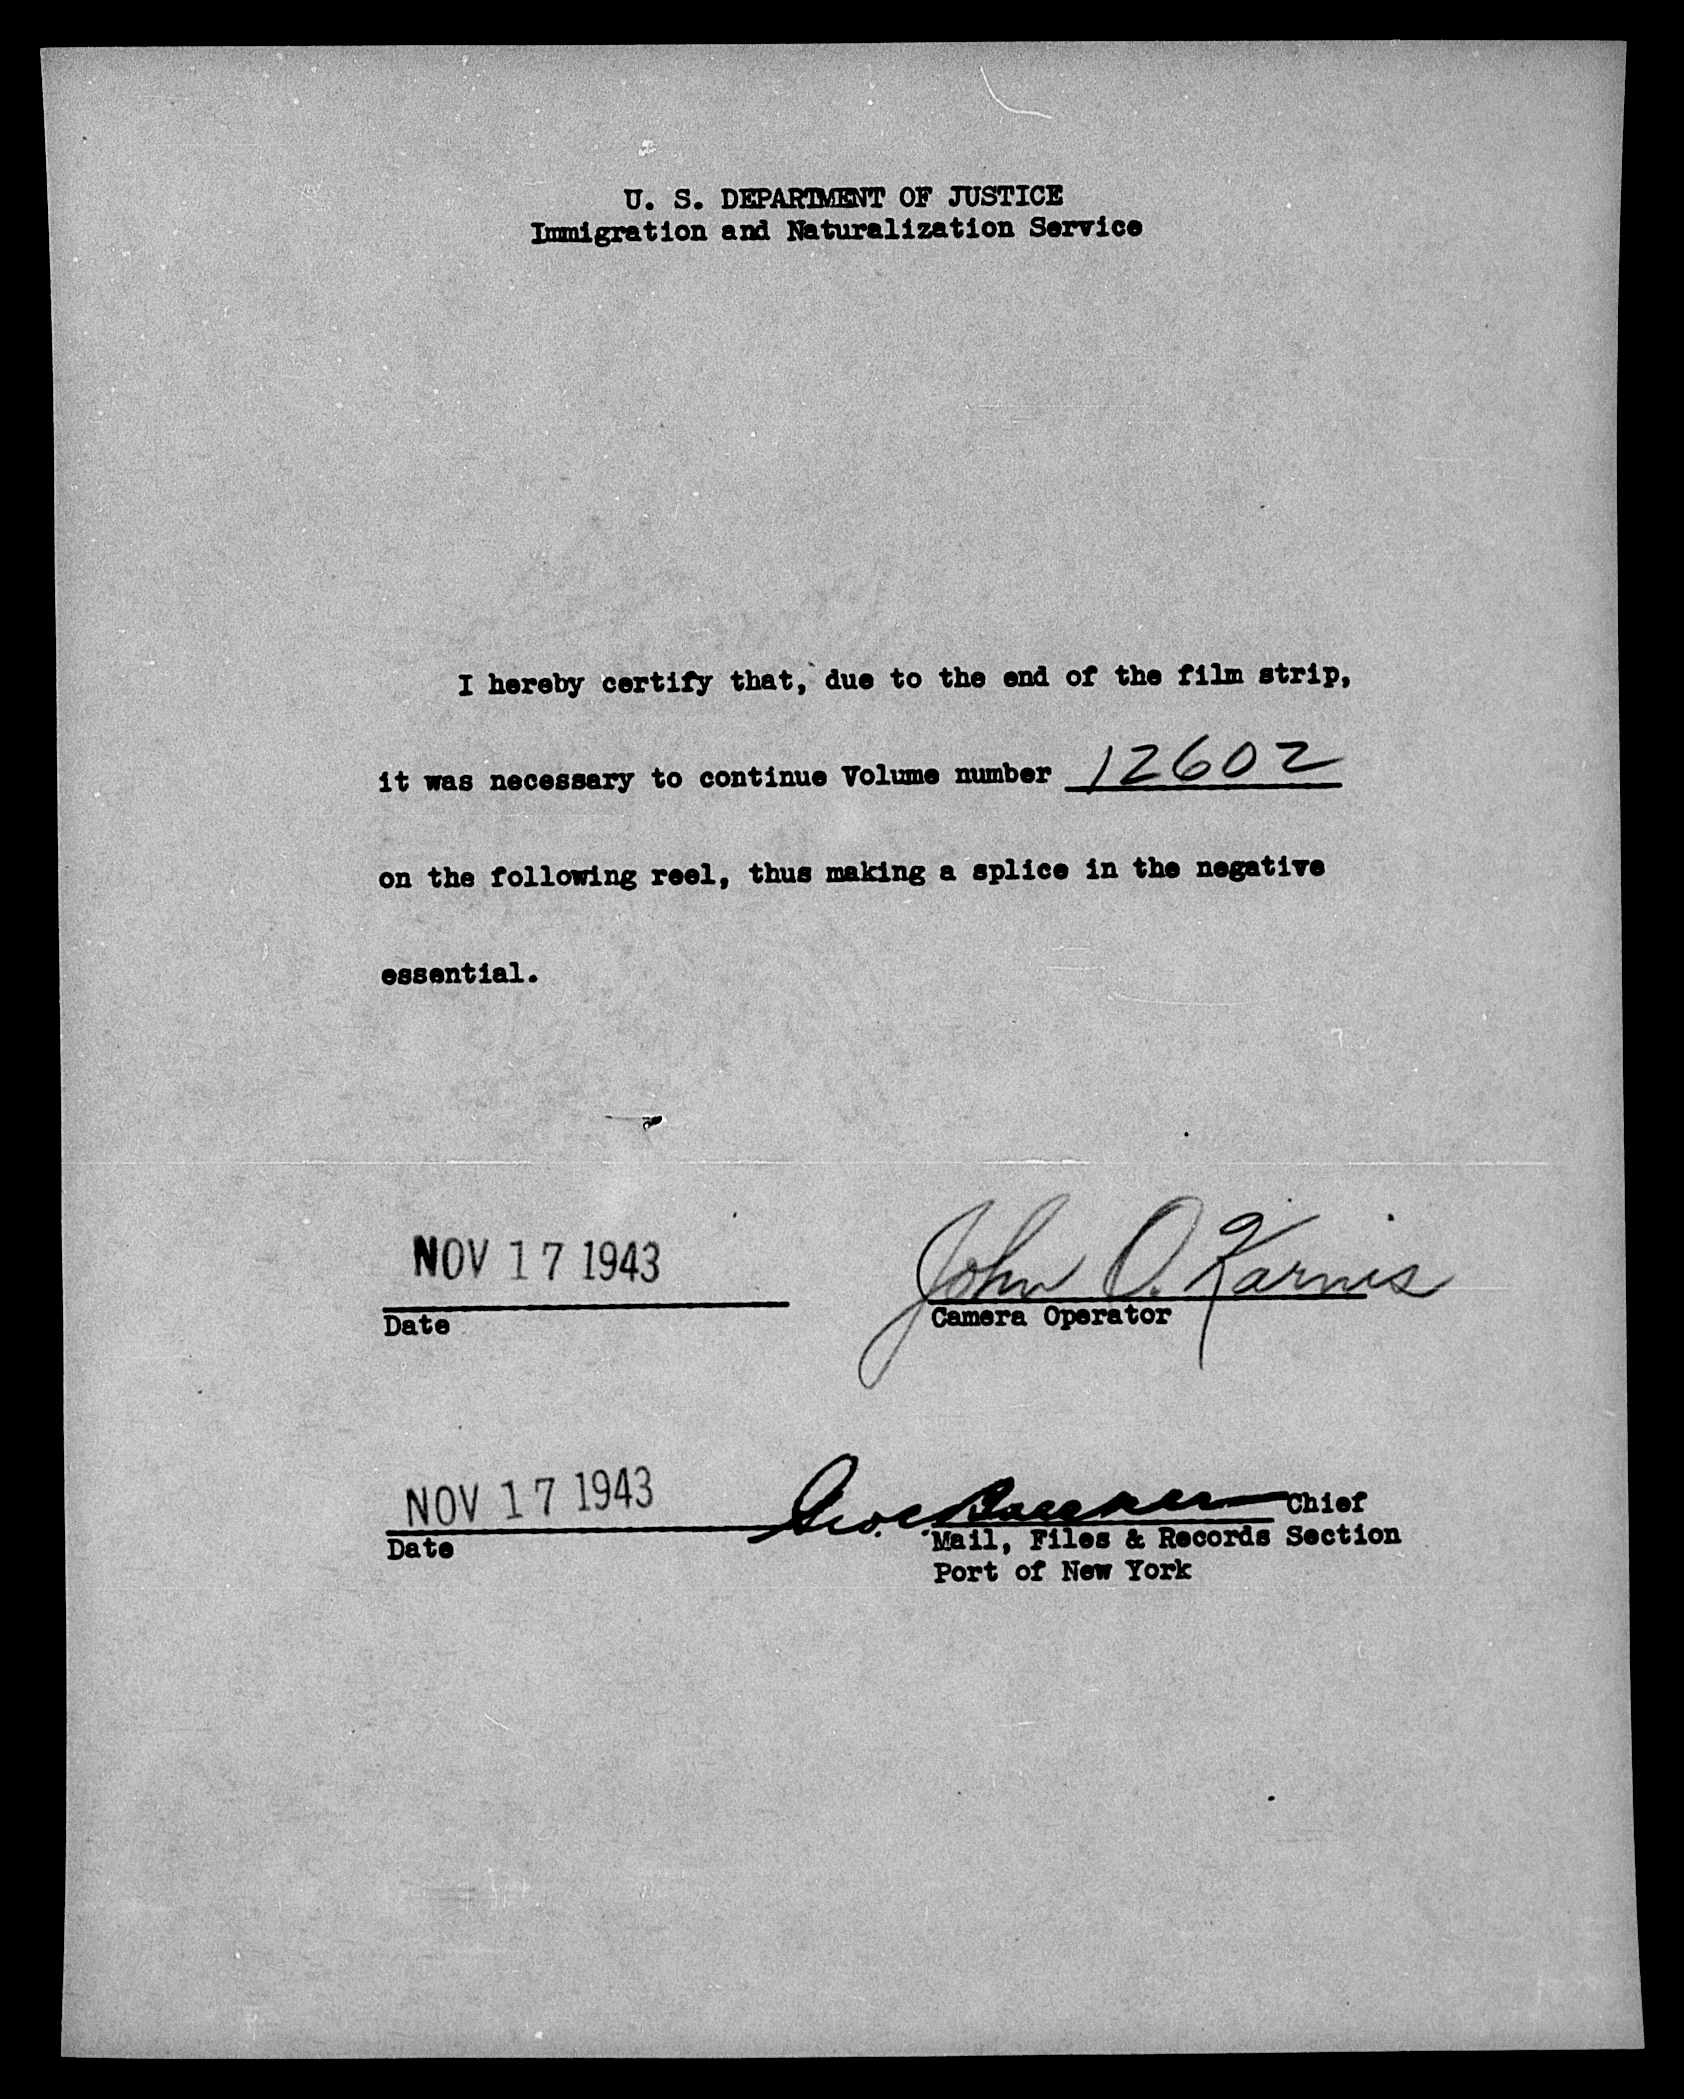 U. S. DEPARTMENT OF JUSTICE
Immigration and Naturalization Service
I hereby certify that, due to the end of the film strip,
it was necessary to continue Volume number 12602
on the following reel, thus making a splice in the negative
essential.
NOV 17 1943 John O. Karnis
Date Camera Operator
NOV 17 1943 Geo. Chief
Date Mail, Files & Records Section
Port of New York